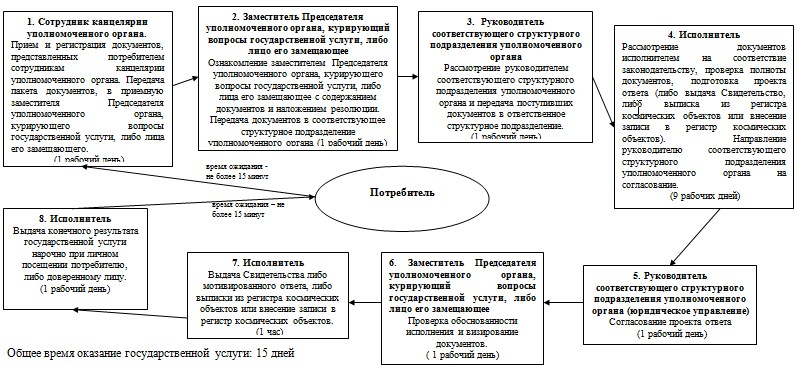 1. Сотрудник канцелярии
уполномоченного органа.
Прием и регистрация документов,
представленных потребителем
сотрудникам канцелярии
уполномоченного органа. Передача
пакета документов, в приемную
заместителя Председателя
уполномоченного органа,
курирующего вопросы
государственной услуги, либо лица
его замещающего.
(1 рабочий день)
2. Заместитель Председателя
уполномоченного органа, курирующий
вопросы государственной услуги, либо
лицо его замещающее
Ознакомление заместителем Председателя
уполномоченного органа, курирующего
вопросы государственной услуги, либо
лица его замещающее с содержанием
документов и наложением резолюции.
Передача документов в соответствующее
структурное подразделение
уполномоченного органа (1 рабочий день)
3. Руководитель
соответствующего структурного
подразделения уполномоченного
органа
Рассмотрение руководителем
соответствующего структурного
подразделения уполномоченного
органа и передача поступивших
документов в ответственное
структурное подразделение.
(1 рабочий день)
4. Исполнитель
Рассмотрение документов
исполнителем на соответствие
законодательству, проверка полноты
документов, подготовка проекта
ответа (либо выдача Свидетельство,
либо выписка из регистра
космических объектов или внесение
записи в регистр космических
объектов). Направление
руководителю соответствующего
структурного подразделения
уполномоченного органа на
согласование.
(9 рабочих дней)
время ожидания -
не более 15 минут
Потребитель
время ожидания – не
более 15 минут
8. Исполнитель
Выдача конечного результата
государственной услуги
нарочно при личном
посещении потребителю,
либо доверенному лицу.
(1 рабочий день)
7. Исполнитель
Выдача Свидетельства либо
мотивированного ответа, либо
выписки из регистра космических
объектов или внесение записи в
регистр космических объектов.
(1 час)
6. Заместитель Председателя
уполномоченного органа,
курирующий вопросы
государственной услуги, либо
лицо его замещающее
Проверка обоснованности
исполнения и визирование
документов.
( 1 рабочий день)
5. Руководитель
соответствующего структурного
подразделения уполномоченного
органа (юридическое управление)
Согласование проекта ответа
(1 рабочий день)
Общее время оказание государственной услуги: 15 дней